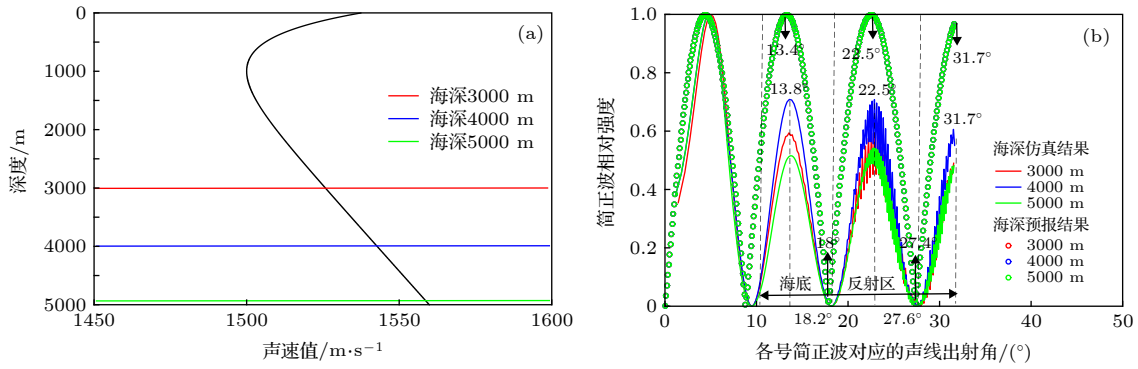 (a)
0
1000
2000
3000
4000
5000
深度/m
1450
1500
1550
1600
声速值/m·s⁻¹
海深3000 m
海深4000 m
海深5000 m
(b)
1.0
0.8
0.6
0.4
0.2
0
简正波相对强度
0
10
20
30
40
50
各号简正波对应的声线出射角/(°)
13.4°
22.5°
31.7°
13.8°
22.5°
31.7°
18°
27.4
海底
反射区
18.2°
27.6°
海深仿真结果
3000 m
4000 m
5000 m
海深预报结果
3000 m
4000 m
5000 m